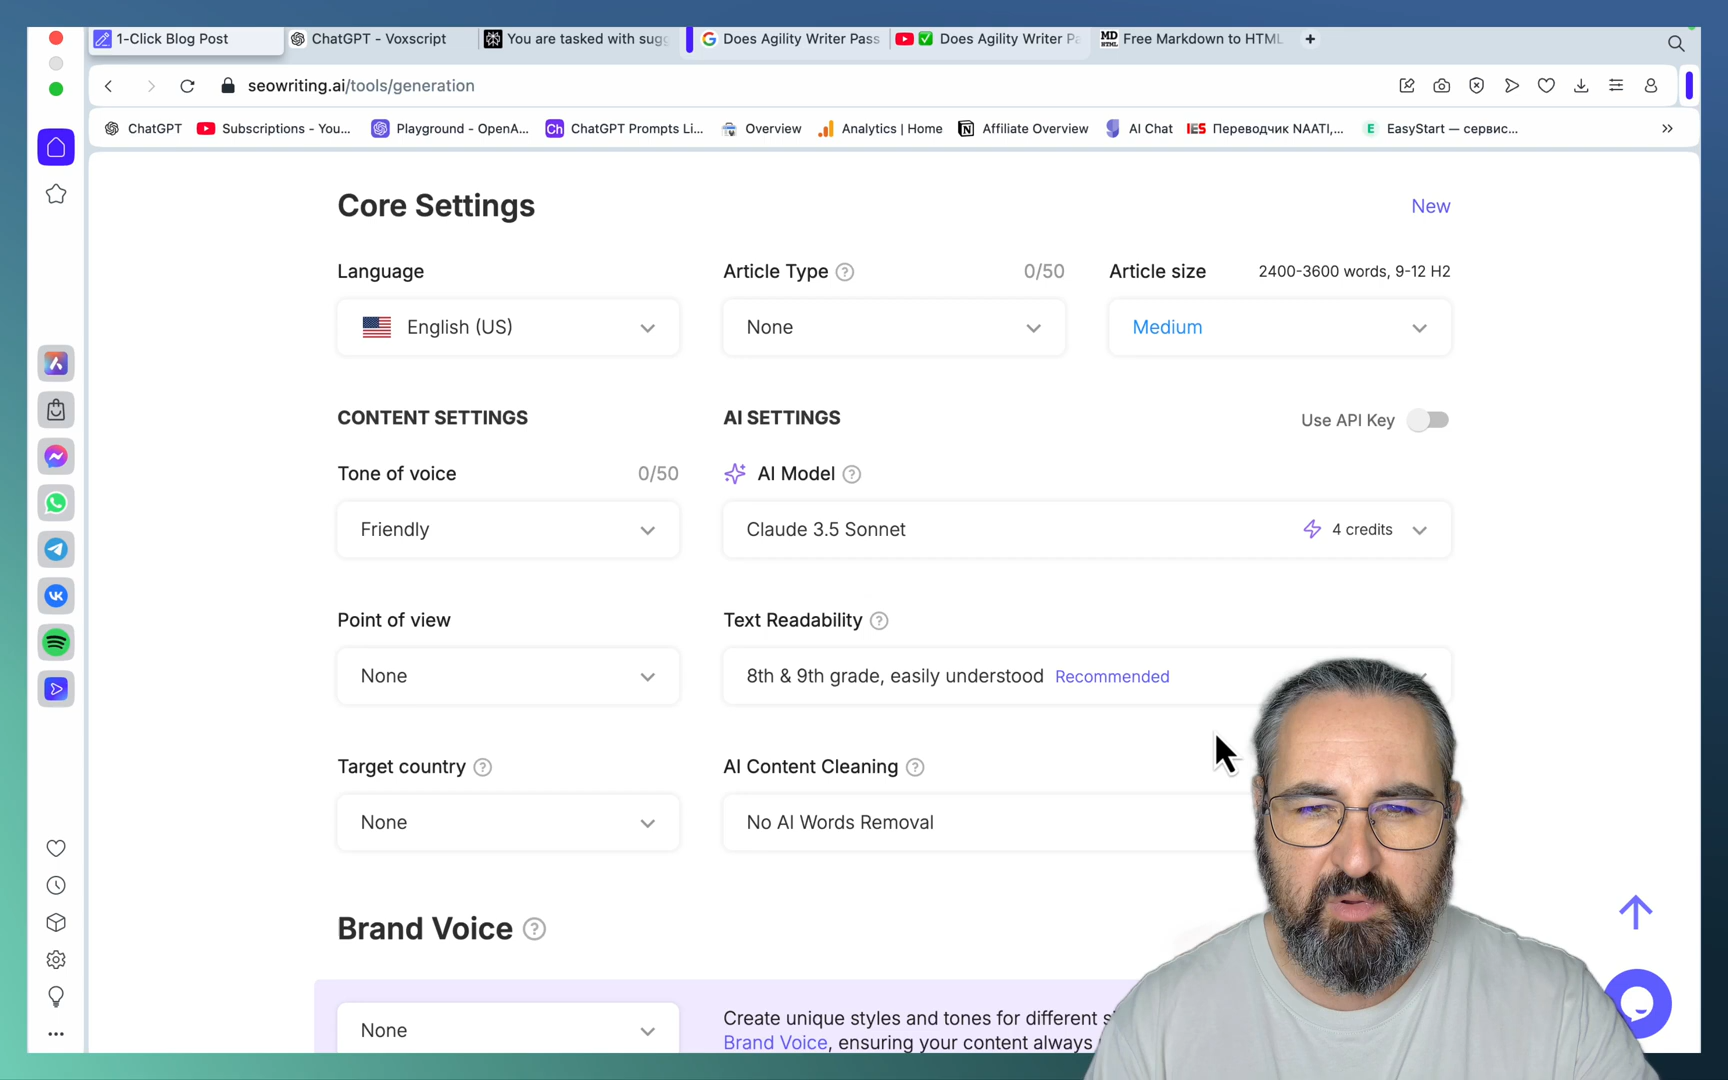 1-Click Blog Post
ChatGPT - Voxscript
You are tasked with sugg
Does Agility Writer Pass
Does Agility Writer Pa
MD HTML
Free Markdown to HTML
seowriting.ai/tools/generation
ChatGPT
Subscriptions - You...
Playground - OpenA...
Ch
ChatGPT Prompts Li...
Overview
Analytics | Home
Affiliate Overview
AI Chat
IES
Переводчик NAATI,...
E
EasyStart — сервис...
Core Settings
New
Language
Article Type
0/50
Article size
2400-3600 words, 9-12 H2
English (US)
None
Medium
CONTENT SETTINGS
AI SETTINGS
Use API Key
Tone of voice
0/50
AI Model
Friendly
Claude 3.5 Sonnet
4 credits
Point of view
Text Readability
None
8th & 9th grade, easily understood Recommended
Target country
AI Content Cleaning
None
No AI Words Removal
Brand Voice
None
Create unique styles and tones for different
Brand Voice, ensuring your content always